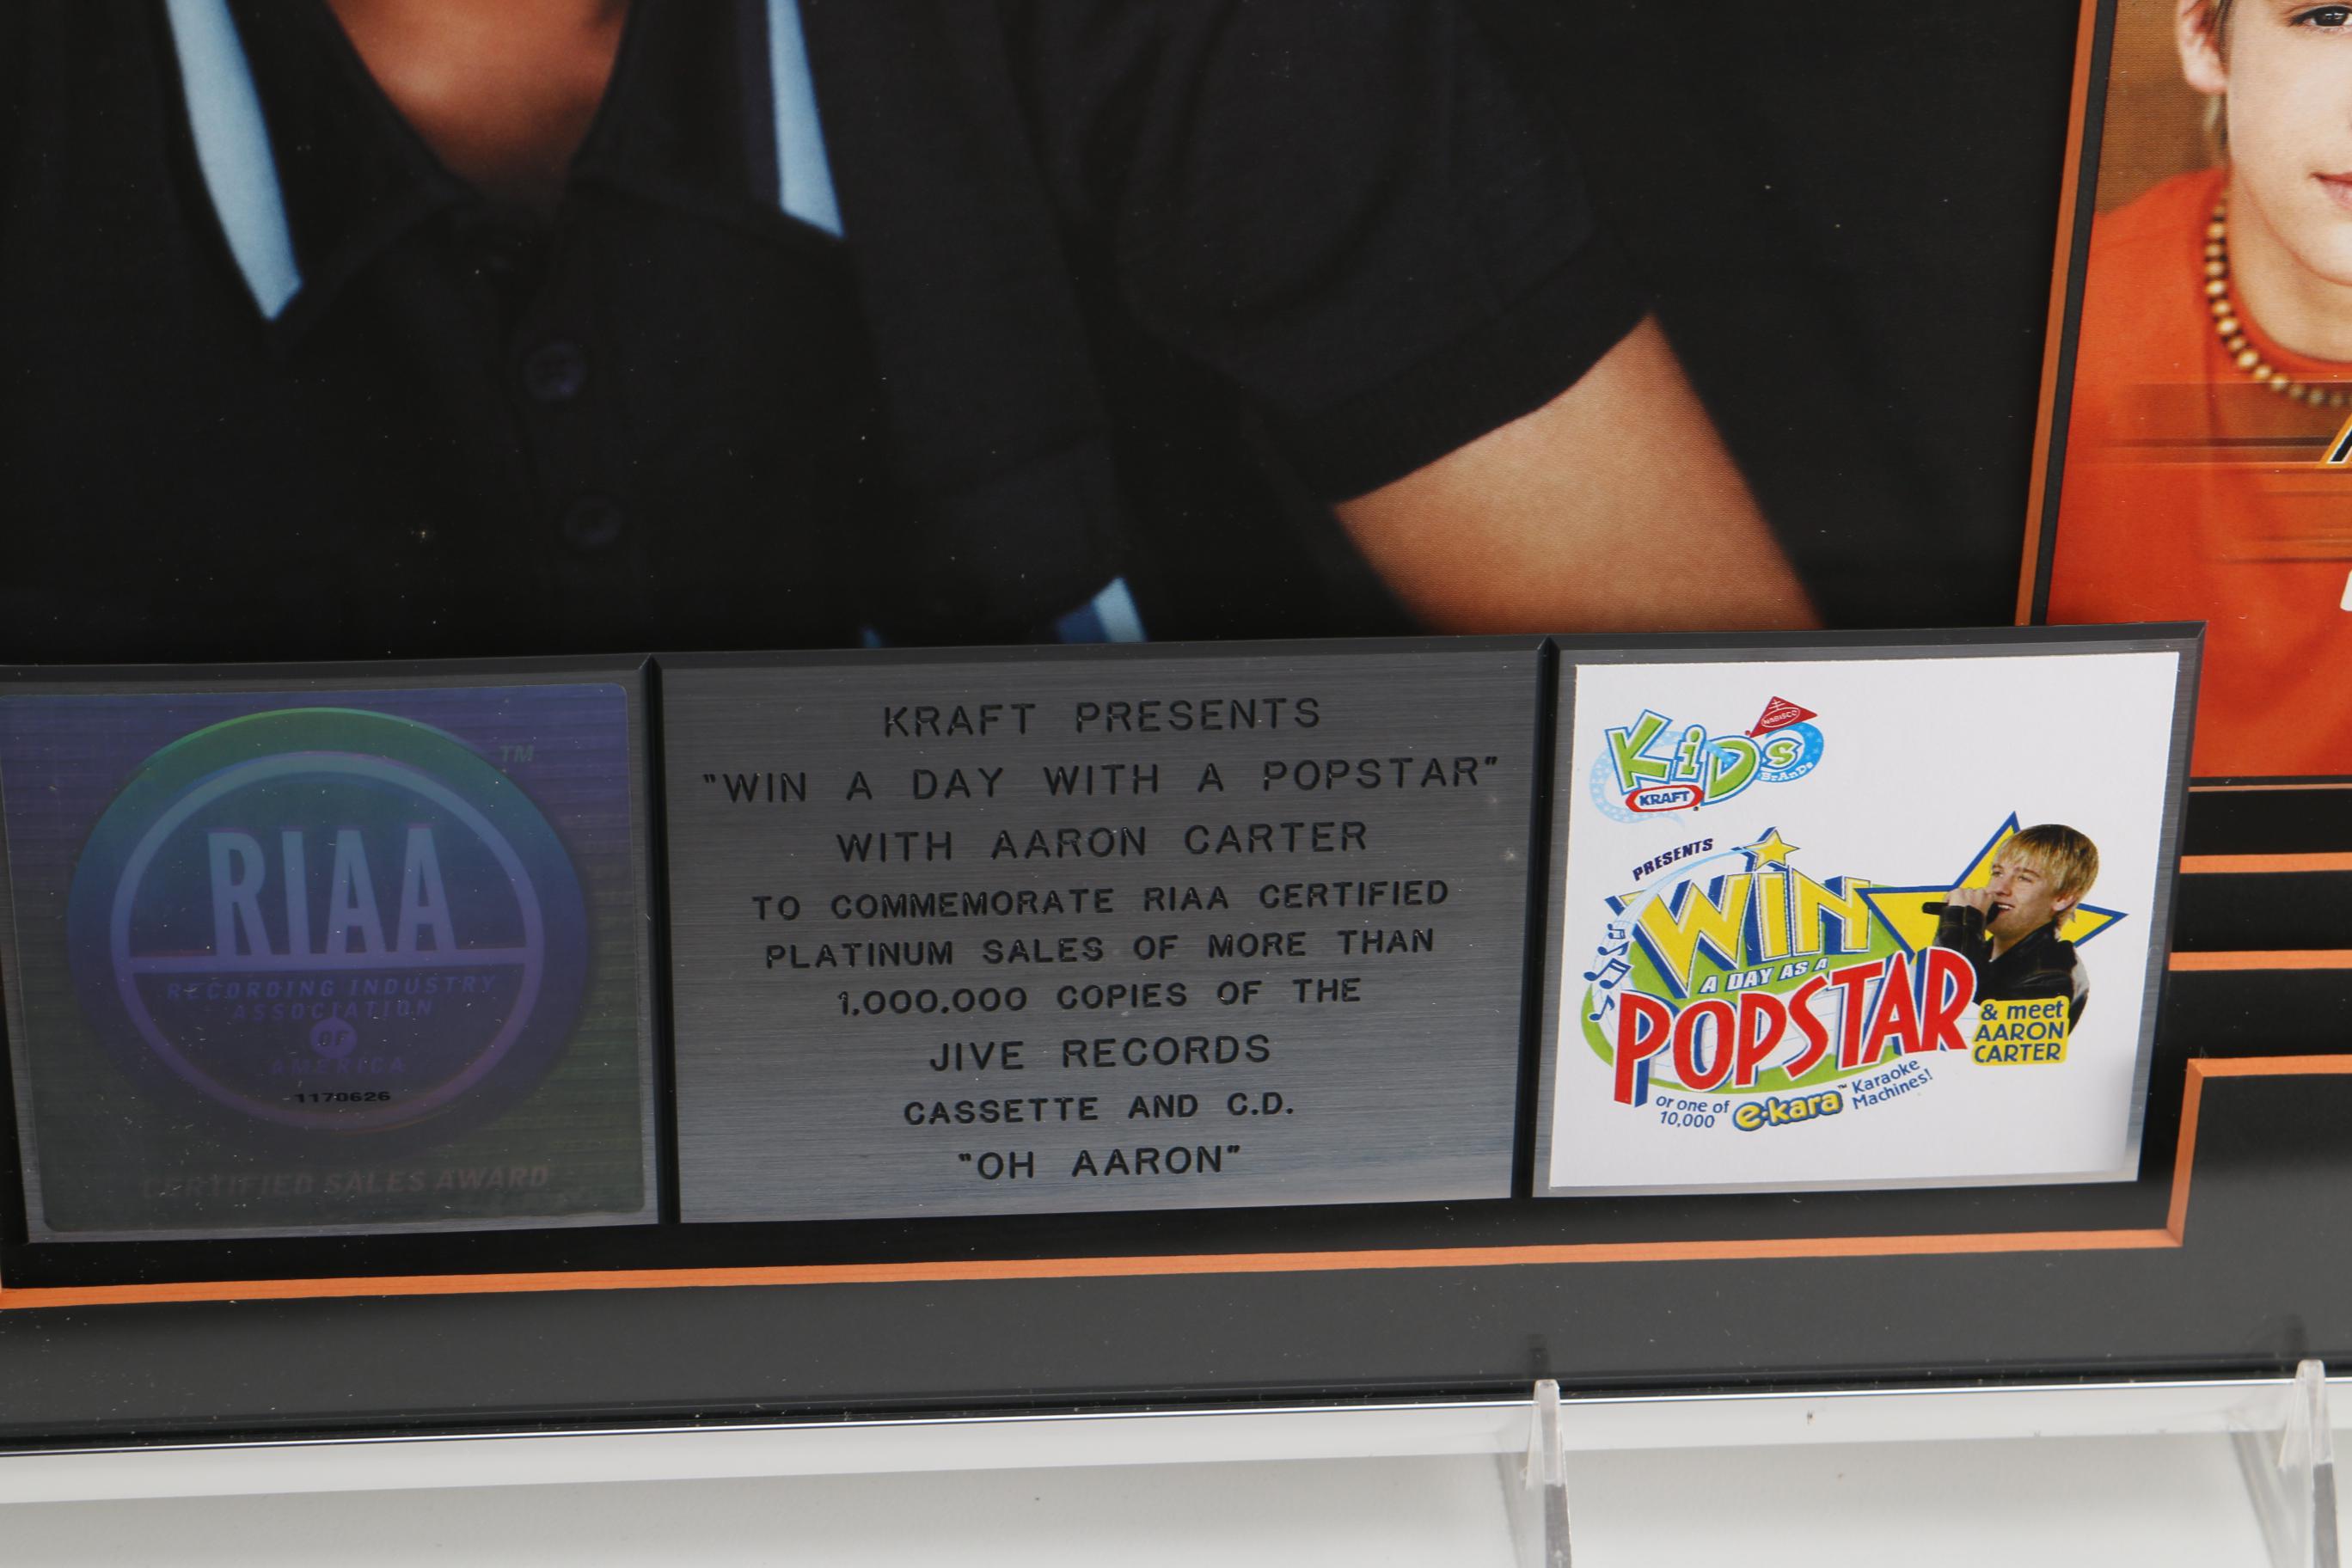 RIAA
TM
RECORDING INDUSTRY
ASSOCIATION
OF
AMERICA
1170626
CERTIFIED SALES AWARD
KRAFT PRESENTS
"WIN A DAY WITH A POPSTAR"
WITH AARON CARTER
TO COMMEMORATE RIAA CERTIFIED
PLATINUM SALES OF MORE THAN
1,000,000 COPIES OF THE
JIVE RECORDS
CASSETTE AND C.D.
"OH AARON"
NABISCO
KiDs
BrAnDs
KRAFT
PRESENTS
WIN
A DAY AS A
POPSTAR
& meet
AARON
CARTER
or one of
10,000
e·kara™
Karaoke
Machines!